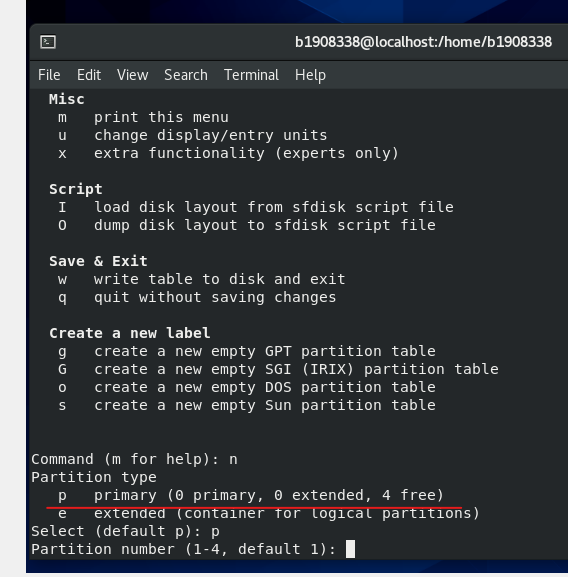 b1908338@localhost:/home/b1908338
File Edit View Search Terminal Help
Misc
m print this menu
u change display/entry units
x extra functionality (experts only)
Script
I load disk layout from sfdisk script file
O dump disk layout to sfdisk script file
Save & Exit
w write table to disk and exit
q quit without saving changes
Create a new label
g create a new empty GPT partition table
G create a new empty SGI (IRIX) partition table
o create a new empty DOS partition table
s create a new empty Sun partition table
Command (m for help): n
Partition type
p primary (0 primary, 0 extended, 4 free)
e extended (container for logical partitions)
Select (default p): p
Partition number (1-4, default 1):